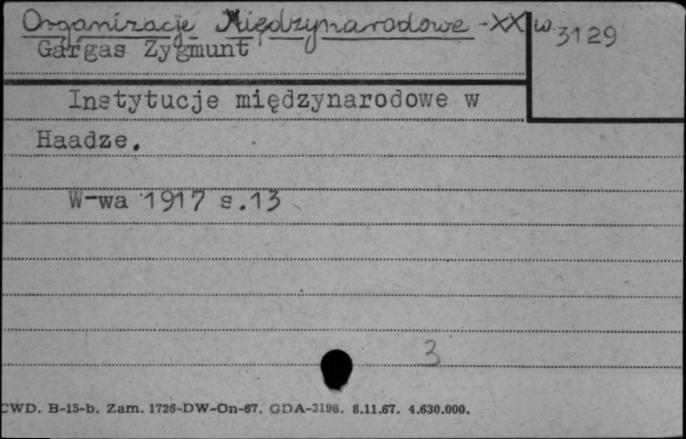 Organizacje Międzynarodowe - XX w.
3129
Gargas Zygmunt
Instytucje międzynarodowe w
Haadze.
W-wa 1917 s.13
3
CWD. B-15-b. Zam. 1726-DW-On-67. GDA-3198. 8.11.67. 4.630.000.